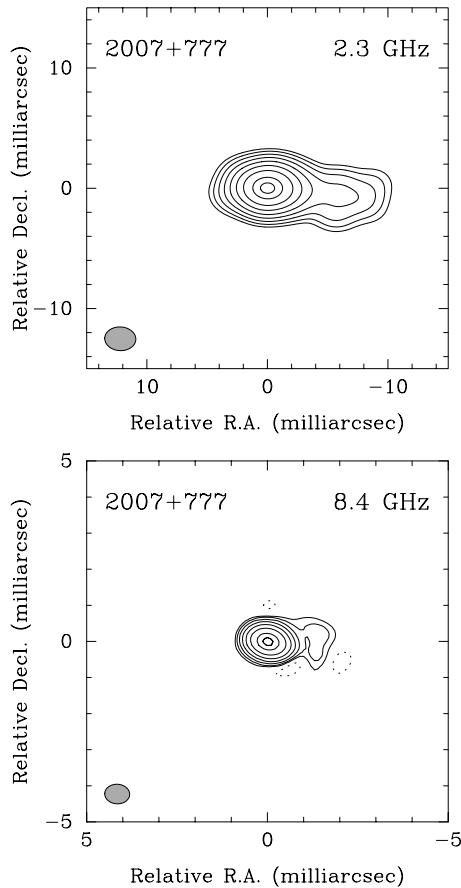 2007+777 2.3 GHz
10
0
-10
Relative Decl. (milliarcsec)
10 0 -10
Relative R.A. (milliarcsec)
5
2007+777 8.4 GHz
0
-5
Relative Decl. (milliarcsec)
5 0 -5
Relative R.A. (milliarcsec)